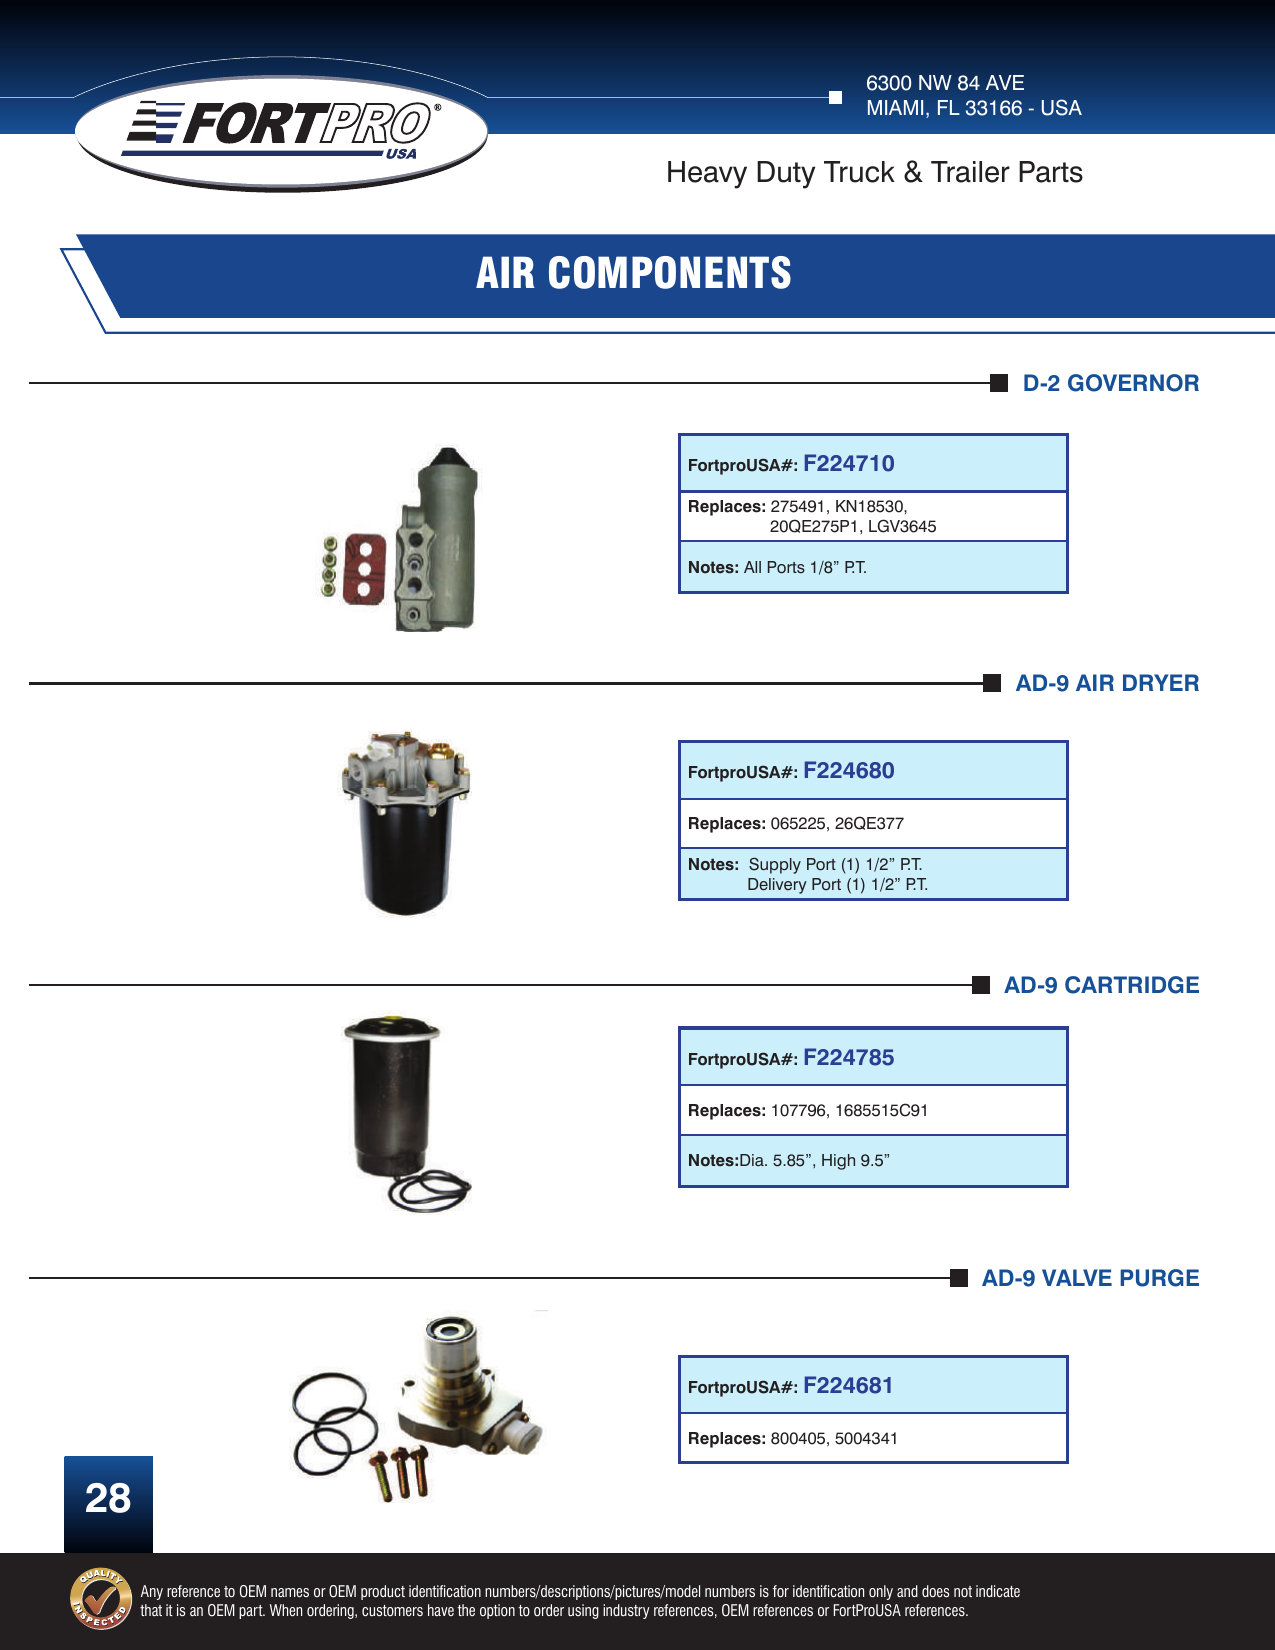 FORTPRO®
USA
6300 NW 84 AVE
MIAMI, FL 33166 - USA
Heavy Duty Truck & Trailer Parts
AIR COMPONENTS
D-2 GOVERNOR
FortproUSA#: F224710
Replaces: 275491, KN18530,
20QE275P1, LGV3645
Notes: All Ports 1/8” P.T.
AD-9 AIR DRYER
FortproUSA#: F224680
Replaces: 065225, 26QE377
Notes: Supply Port (1) 1/2” P.T.
Delivery Port (1) 1/2” P.T.
AD-9 CARTRIDGE
FortproUSA#: F224785
Replaces: 107796, 1685515C91
Notes:Dia. 5.85”, High 9.5”
AD-9 VALVE PURGE
FortproUSA#: F224681
Replaces: 800405, 5004341
28
QUALITY
INSPECTED
Any reference to OEM names or OEM product identification numbers/descriptions/pictures/model numbers is for identification only and does not indicate
that it is an OEM part. When ordering, customers have the option to order using industry references, OEM references or FortProUSA references.